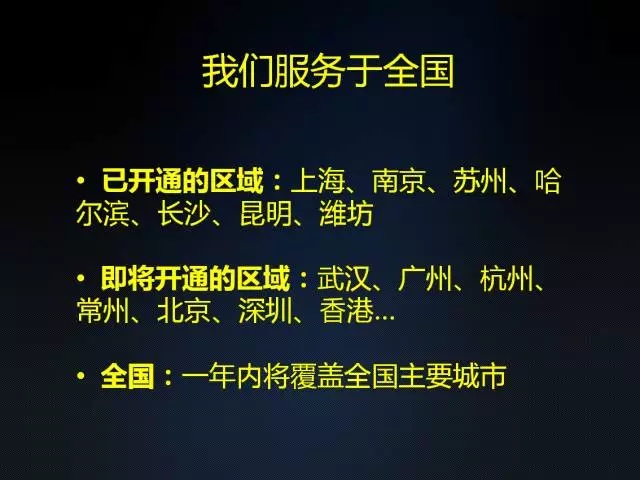 我们服务于全国
• 已开通的区域：上海、南京、苏州、哈
尔滨、长沙、昆明、潍坊
• 即将开通的区域：武汉、广州、杭州、
常州、北京、深圳、香港...
• 全国：一年内将覆盖全国主要城市